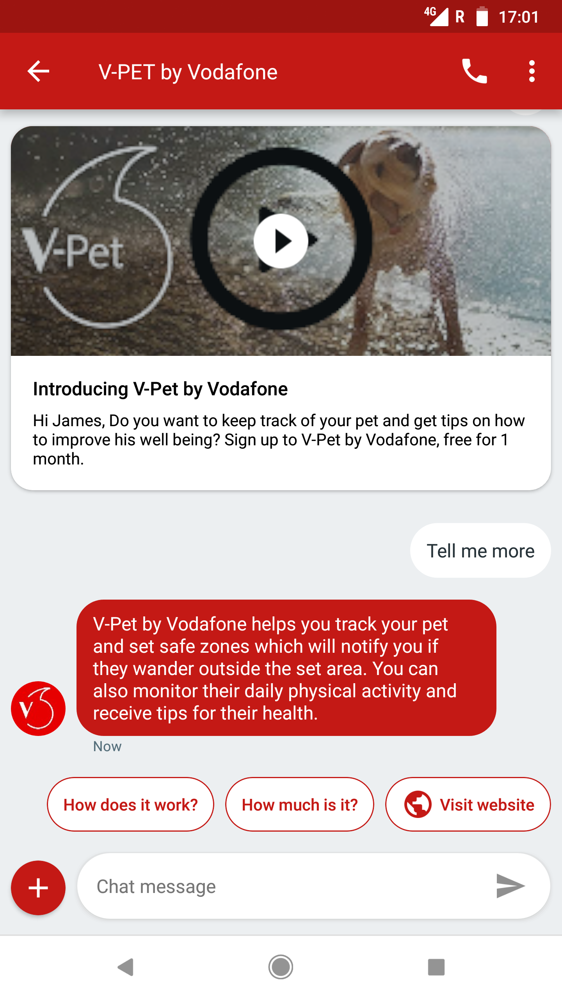 4G R 17:01
V-PET by Vodafone
V-Pet
Introducing V-Pet by Vodafone
Hi James, Do you want to keep track of your pet and get tips on how
to improve his well being? Sign up to V-Pet by Vodafone, free for 1
month.
Tell me more
V-Pet by Vodafone helps you track your pet
and set safe zones which will notify you if
they wander outside the set area. You can
also monitor their daily physical activity and
receive tips for their health.
V
Now
How does it work? How much is it? Visit website
Chat message